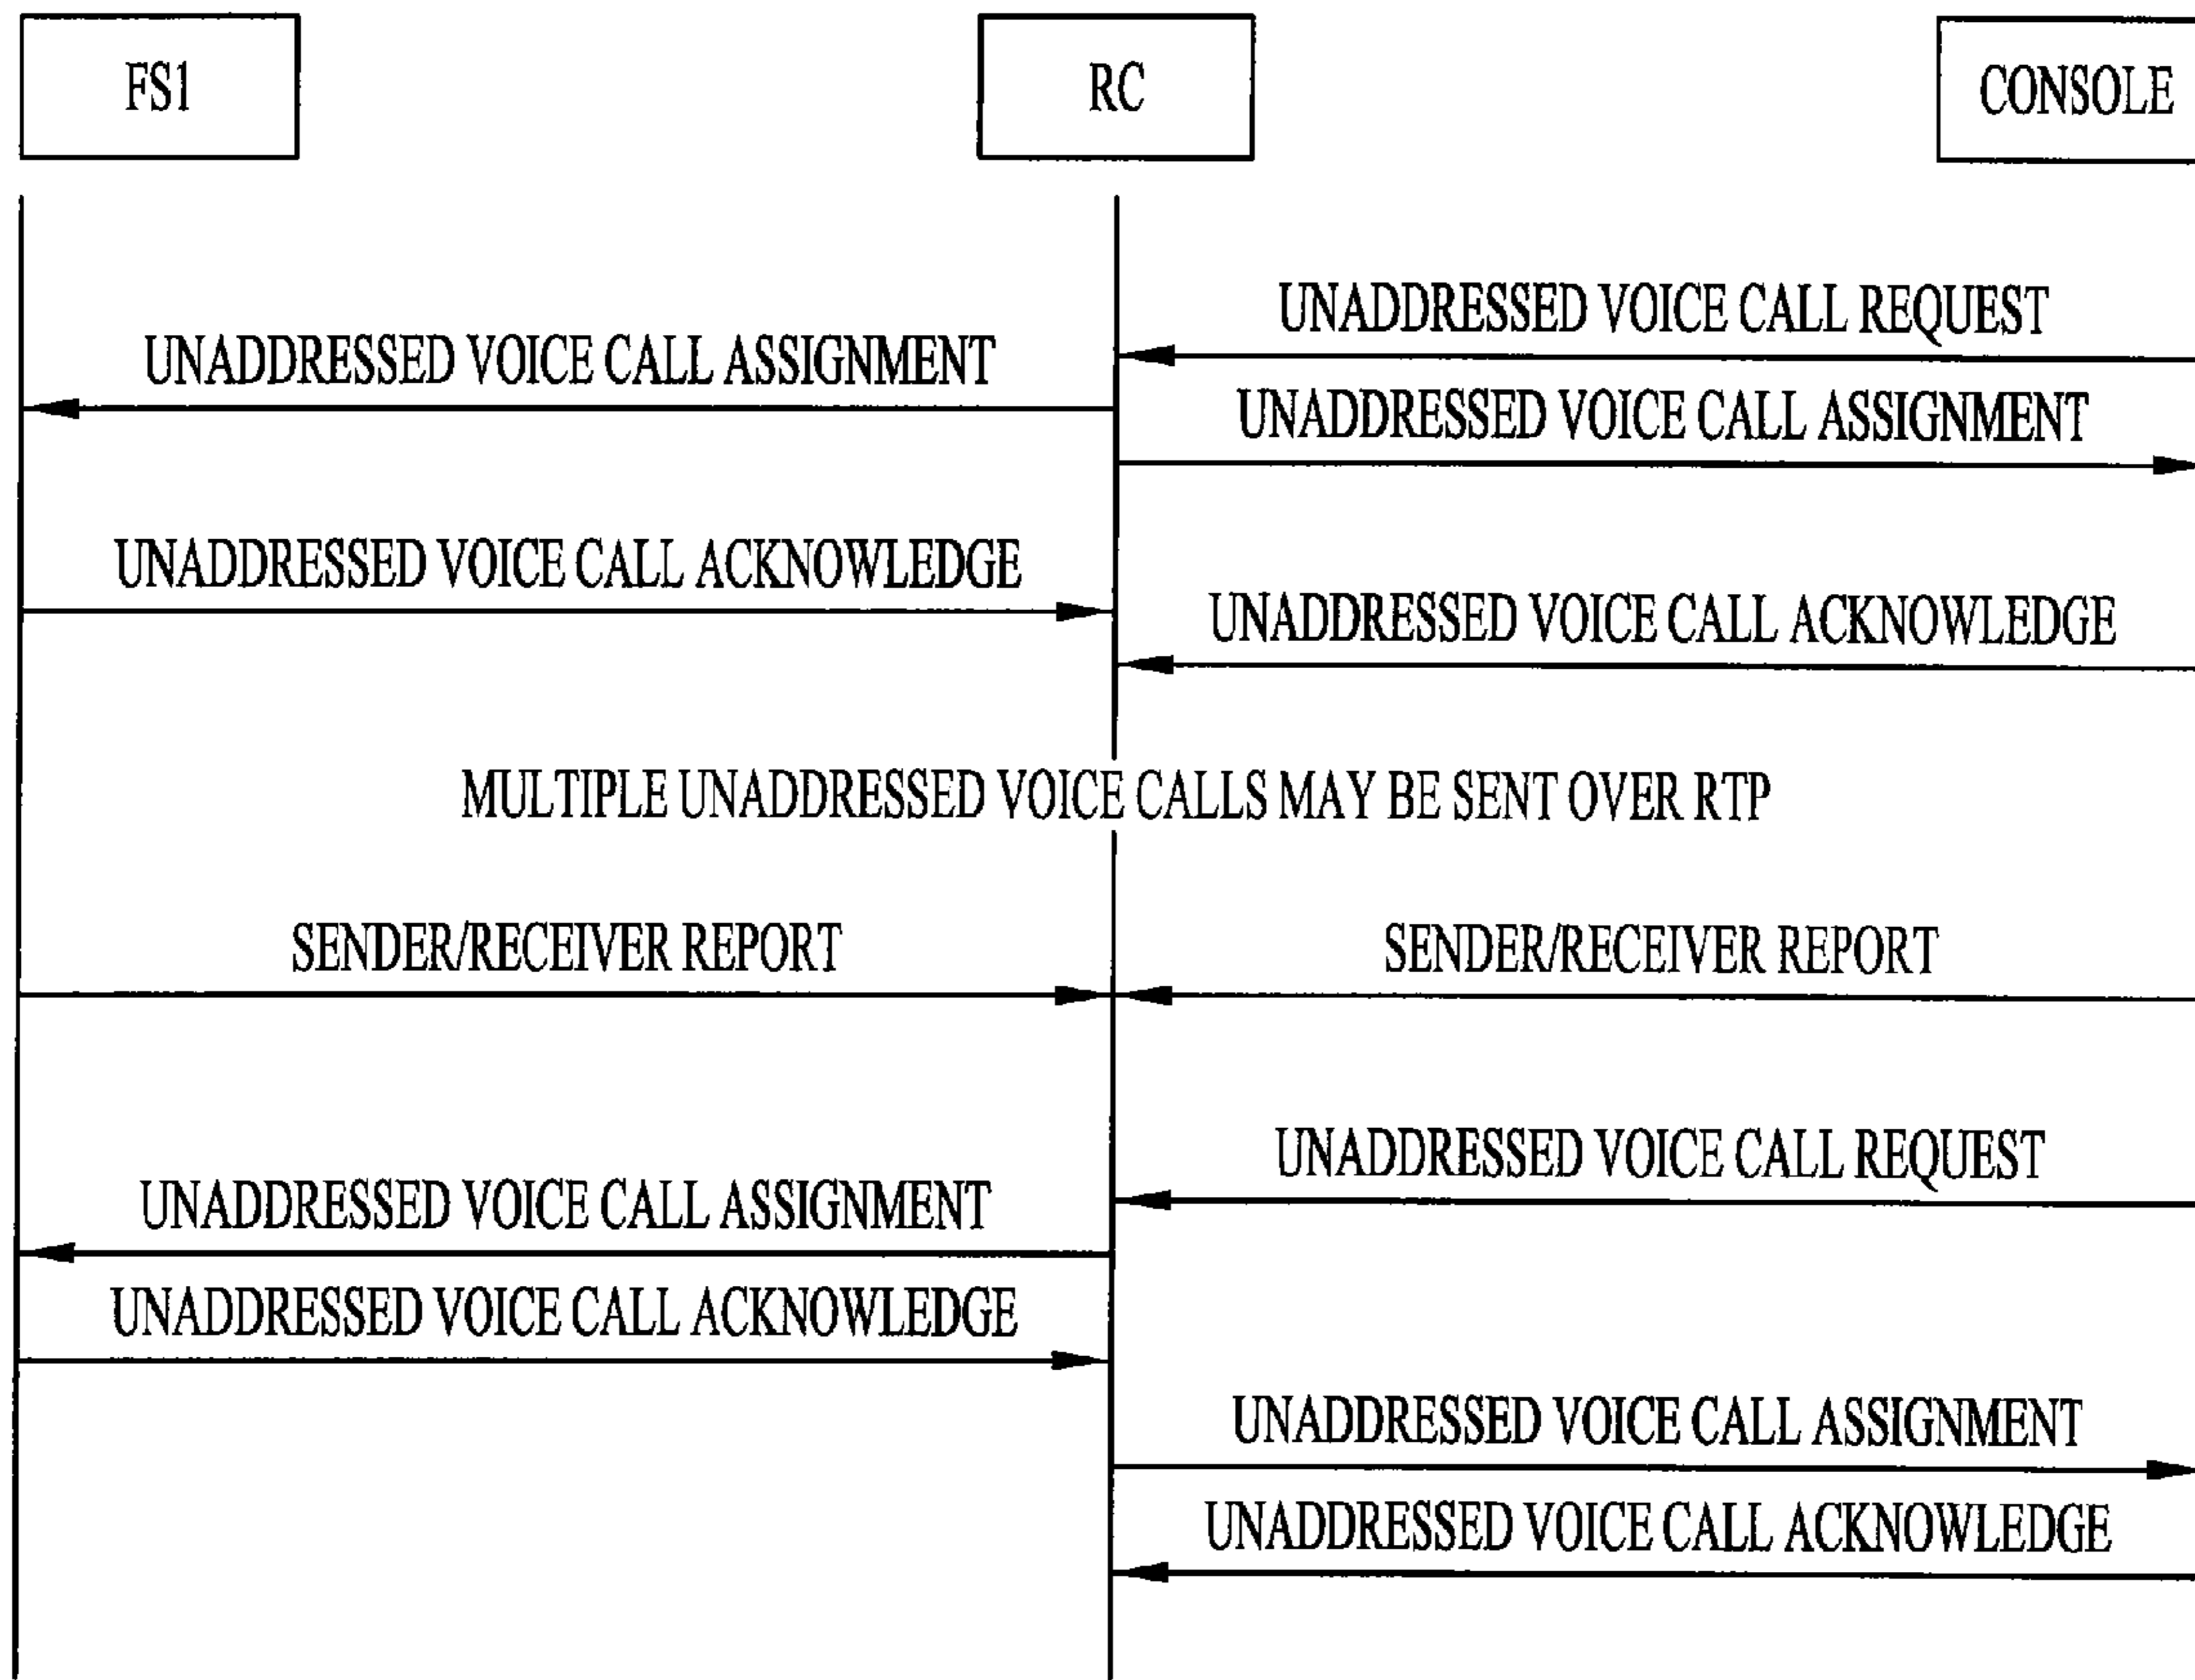 FS1
RC
CONSOLE
UNADDRESSED VOICE CALL REQUEST
UNADDRESSED VOICE CALL ASSIGNMENT
UNADDRESSED VOICE CALL ASSIGNMENT
UNADDRESSED VOICE CALL ACKNOWLEDGE
UNADDRESSED VOICE CALL ACKNOWLEDGE
MULTIPLE UNADDRESSED VOICE CALLS MAY BE SENT OVER RTP
SENDER/RECEIVER REPORT
SENDER/RECEIVER REPORT
UNADDRESSED VOICE CALL REQUEST
UNADDRESSED VOICE CALL ASSIGNMENT
UNADDRESSED VOICE CALL ACKNOWLEDGE
UNADDRESSED VOICE CALL ASSIGNMENT
UNADDRESSED VOICE CALL ACKNOWLEDGE